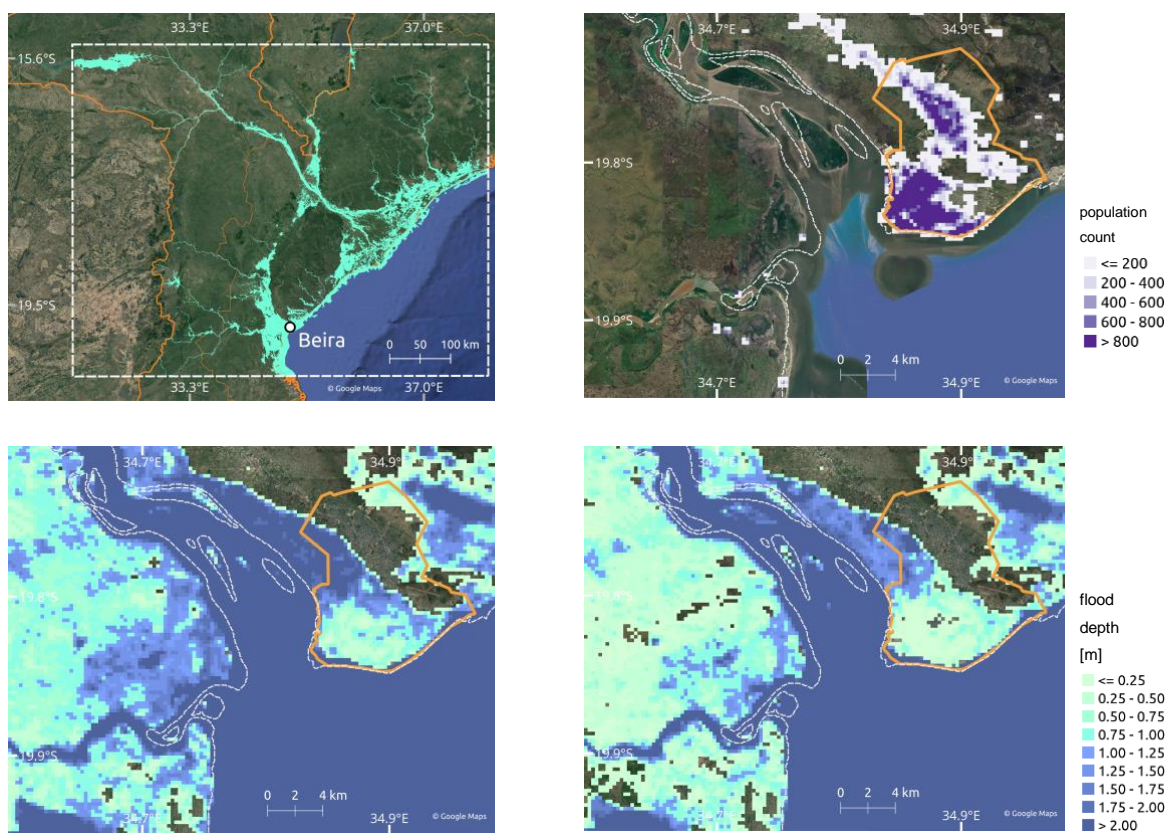 33.3°E
37.0°E
15.6°S
19.5°S
Beira
0 50 100 km
33.3°E
37.0°E
© Google Maps
34.7°E
34.9°E
19.8°S
19.9°S
0 2 4 km
34.7°E
34.9°E
© Google Maps
population
count
<= 200
200 - 400
400 - 600
600 - 800
> 800
34.7°E
34.9°E
19.8°S
19.9°S
0 2 4 km
34.7°E
34.9°E
© Google Maps
34.7°E
34.9°E
19.8°S
19.9°S
0 2 4 km
34.7°E
34.9°E
© Google Maps
flood
depth
[m]
<= 0.25
0.25 - 0.50
0.50 - 0.75
0.75 - 1.00
1.00 - 1.25
1.25 - 1.50
1.50 - 1.75
1.75 - 2.00
> 2.00